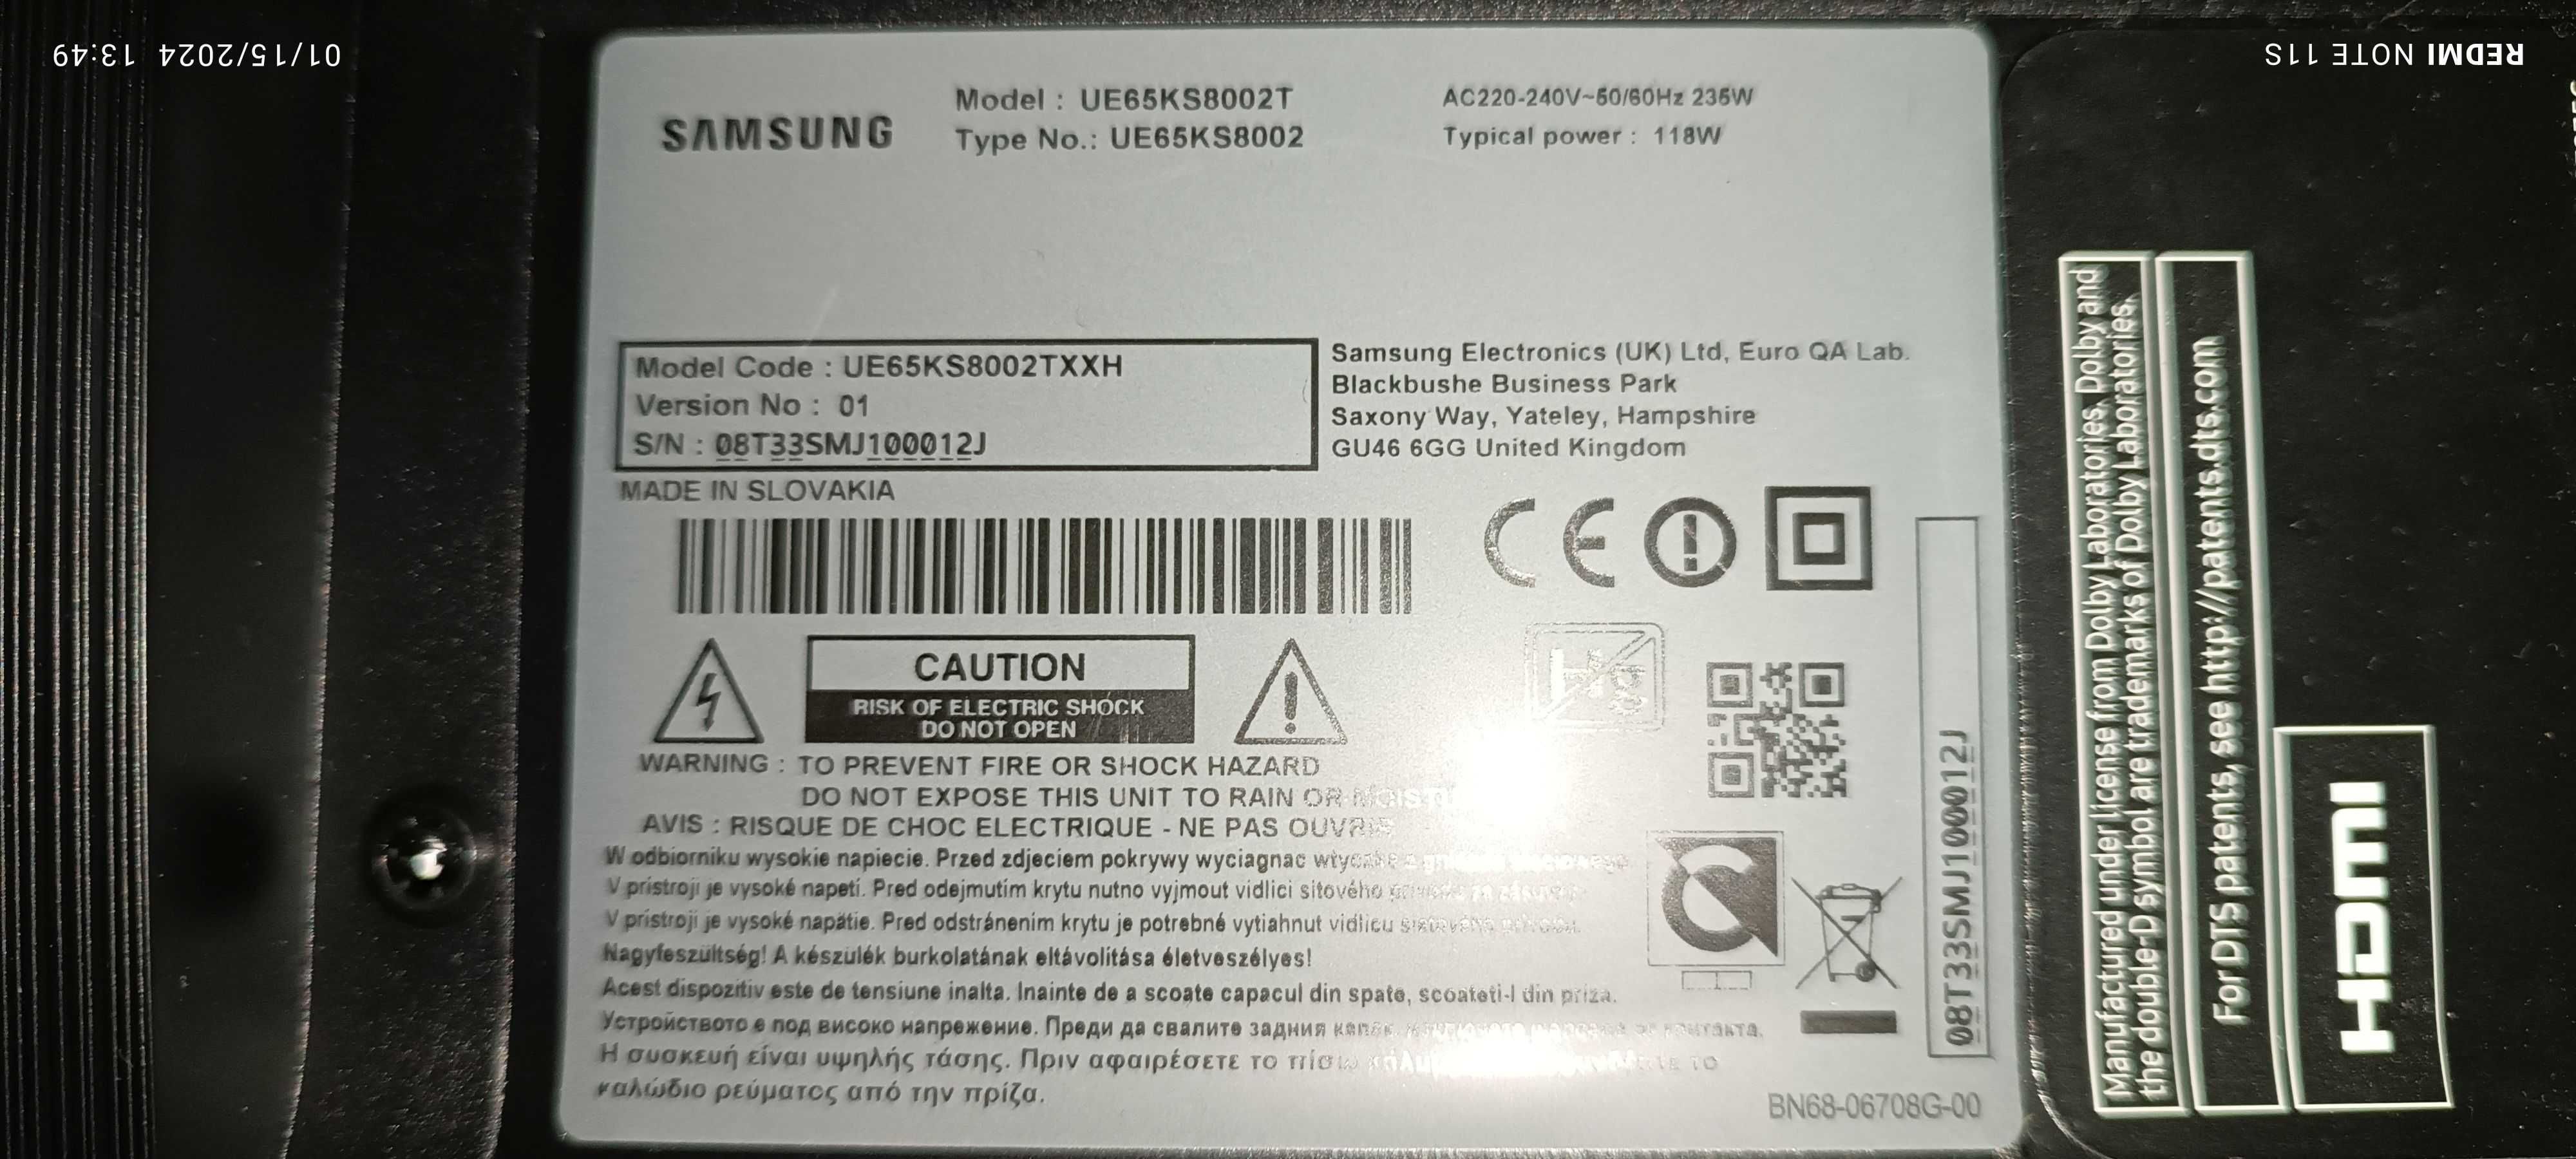 01/15/2024 13:49
REDMI NOTE 11S
SAMSUNG
Model : UE65KS8002T
Type No.: UE65KS8002
AC220-240V~50/60Hz 235W
Typical power : 118W
Model Code : UE65KS8002TXXH
Version No : 01
S/N : 08T33SMJ100012J
Samsung Electronics (UK) Ltd, Euro QA Lab.
Blackbushe Business Park
Saxony Way, Yateley, Hampshire
GU46 6GG United Kingdom
MADE IN SLOVAKIA
CE
Hg
CAUTION
RISK OF ELECTRIC SHOCK
DO NOT OPEN
WARNING : TO PREVENT FIRE OR SHOCK HAZARD
DO NOT EXPOSE THIS UNIT TO RAIN OR
AVIS : RISQUE DE CHOC ELECTRIQUE - NE PAS OUVRIR
W odbiorniku wysokie napiecie. Przed zdjeciem pokrywy wyciagnac wtyczke z
V pristroji je vysoké napetí. Pred odejmutím krytu nutno vyjmout vidlici sitového
V prístroji je vysoké napätie. Pred odstránením krytu je potrebné vytiahnut vidlicu
Nagyfeszültség! A készülék burkolatának eltávolítása életveszélyes!
Acest dispozitiv este de tensiune inalta. Inainte de a scoate capacul din spate, scoateti-l din priza.
Устройството е под високо напрежение. Преди да свалите задния капак контакта.
Η συσκευή είναι υψηλής τάσης. Πριν αφαιρέσετε το πίσω το
καλώδιο ρεύματος από την πρίζα.
08T33SMJ100012J
BN68-06708G-00
Manufactured under license from Dolby Laboratories. Dolby and
the double-D symbol are trademarks of Dolby Laboratories.
For DTS patents, see http://patents.dts.com
HDMI